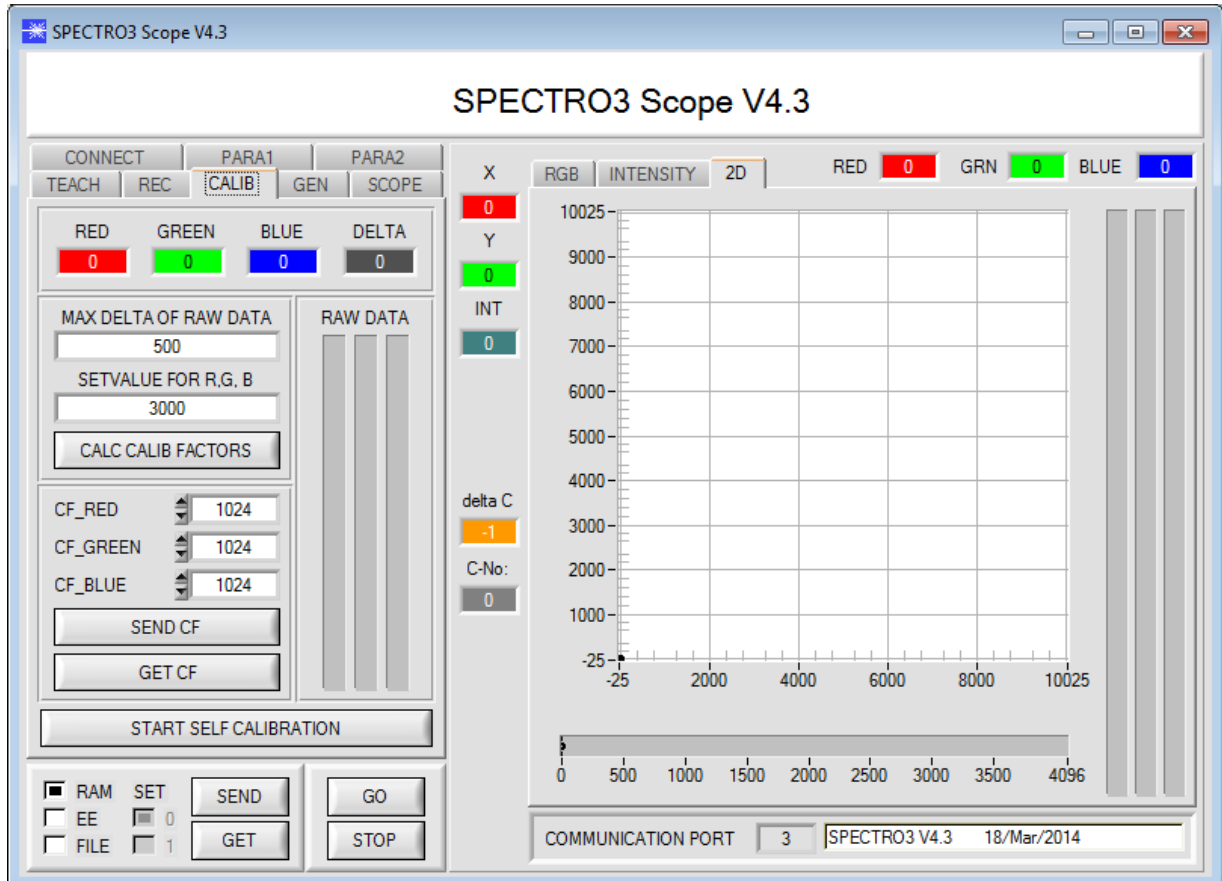 SPECTRO3 Scope V4.3
SPECTRO3 Scope V4.3
CONNECT PARA1 PARA2
TEACH REC CALIB GEN SCOPE
RED GREEN BLUE DELTA
0 0 0 0
MAX DELTA OF RAW DATA
500
SETVALUE FOR R,G, B
3000
CALC CALIB FACTORS
RAW DATA
CF_RED 1024
CF_GREEN 1024
CF_BLUE 1024
SEND CF
GET CF
START SELF CALIBRATION
RAM SET
EE 0
FILE 1
SEND
GET
GO
STOP
X
0
Y
0
INT
0
delta C
-1
C-No:
0
RGB INTENSITY 2D
RED 0 GRN 0 BLUE 0
10025
9000
8000
7000
6000
5000
4000
3000
2000
1000
-25
-25 2000 4000 6000 8000 10025
0 500 1000 1500 2000 2500 3000 3500 4096
COMMUNICATION PORT 3 SPECTRO3 V4.3 18/Mar/2014